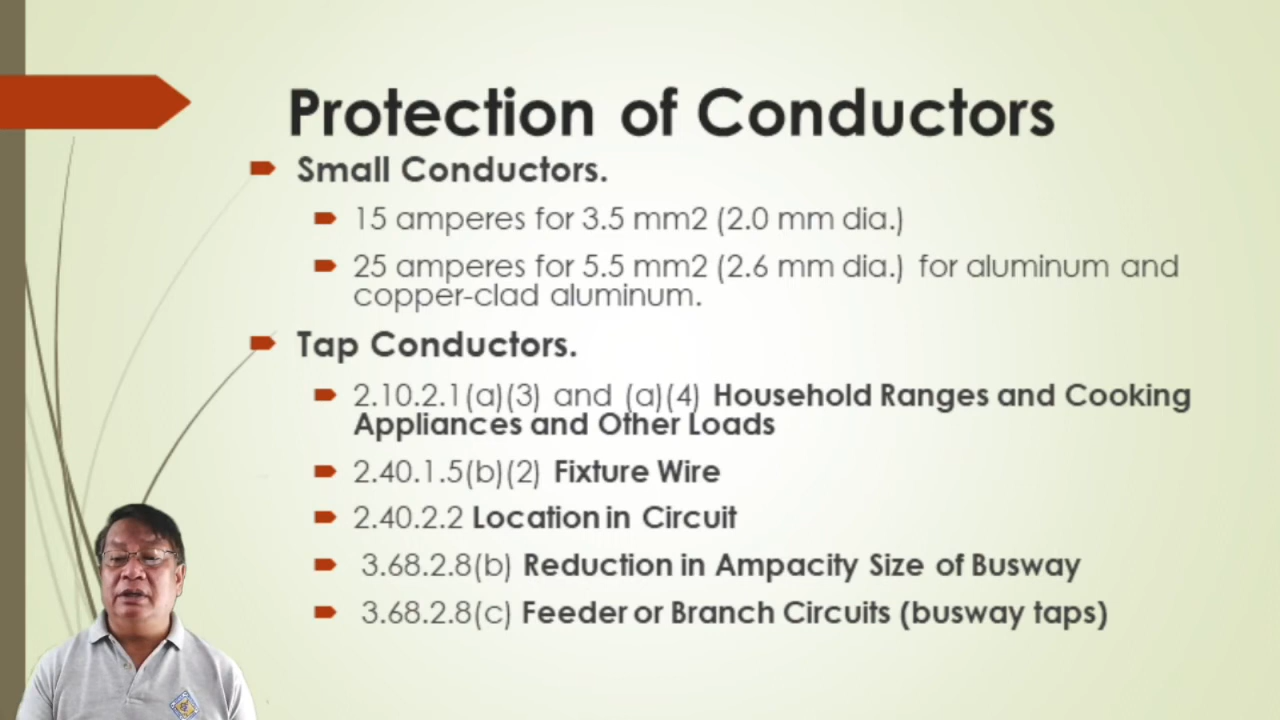 Protection of Conductors
Small Conductors.
15 amperes for 3.5 mm2 (2.0 mm dia.)
25 amperes for 5.5 mm2 (2.6 mm dia.) for aluminum and
copper-clad aluminum.
Tap Conductors.
2.10.2.1(a)(3) and (a)(4) Household Ranges and Cooking
Appliances and Other Loads
2.40.1.5(b)(2) Fixture Wire
2.40.2.2 Location in Circuit
3.68.2.8(b) Reduction in Ampacity Size of Busway
3.68.2.8(c) Feeder or Branch Circuits (busway taps)